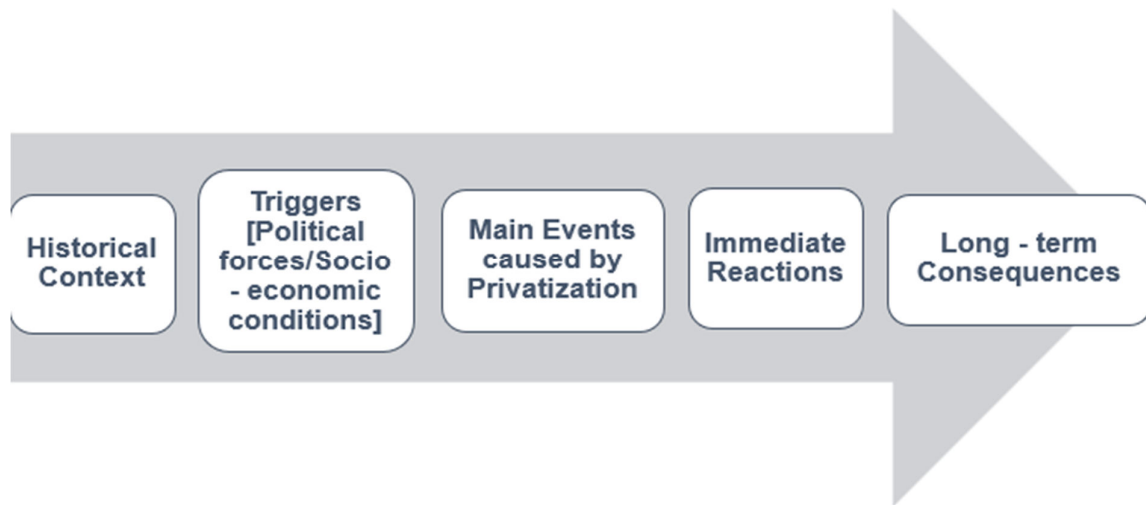 Historical
Context
Triggers
[Political
forces/Socio
- economic
conditions]
Main Events
caused by
Privatization
Immediate
Reactions
Long - term
Consequences